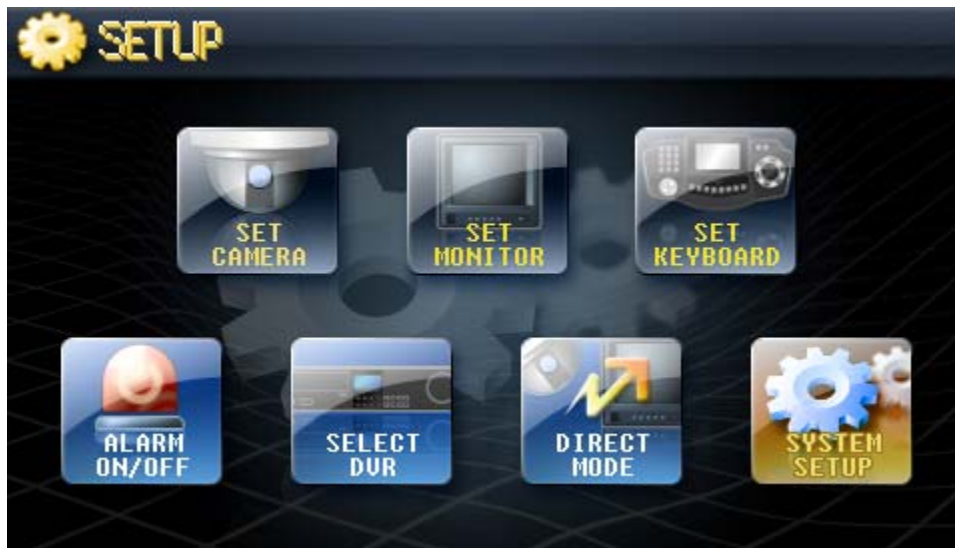 SETUP
SET
CAMERA
SET
MONITOR
SET
KEYBOARD
ALARM
ON/OFF
SELECT
DVR
DIRECT
MODE
SYSTEM
SETUP